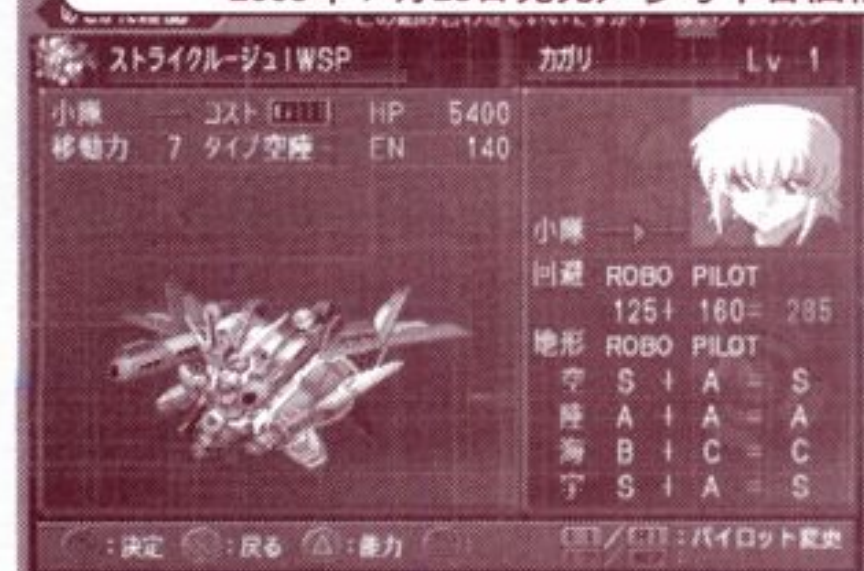 ストライクルージュIWSP カガリ Lv 1
小隊 コスト HP 5400
移動力 7 タイプ 空陸 EN 140
小隊
回避 ROBO PILOT
125+ 160= 285
地形 ROBO PILOT
空 S + A = S
陸 A + A = A
海 B + C = C
宇 S + A = S
:決定 :戻る △:能力 :パイロット変更